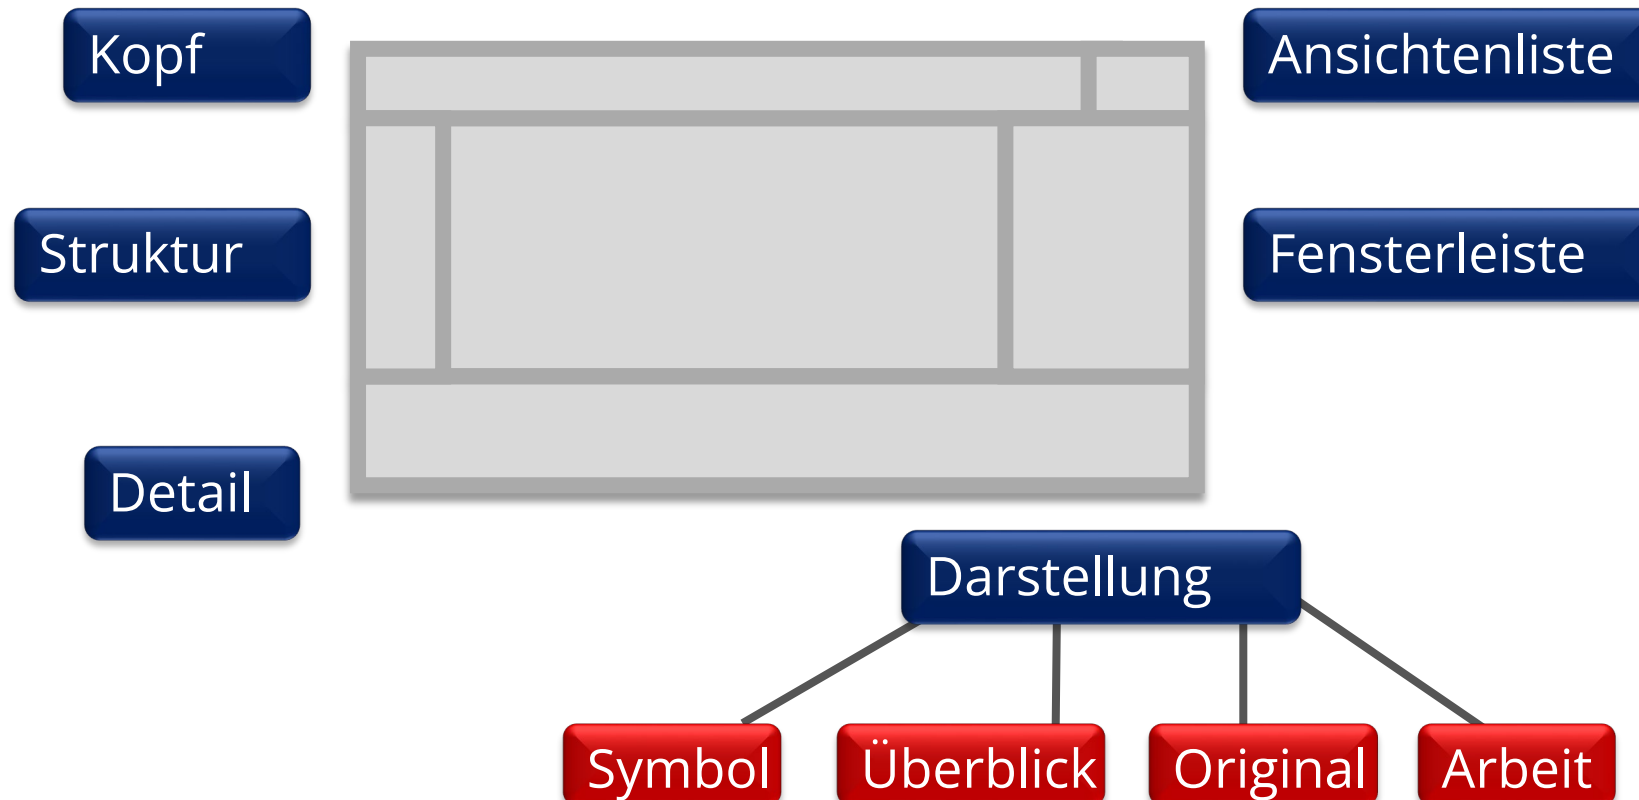 Kopf
Ansichtenliste
Struktur
Fensterleiste
Detail
Darstellung
Symbol
Überblick
Original
Arbeit